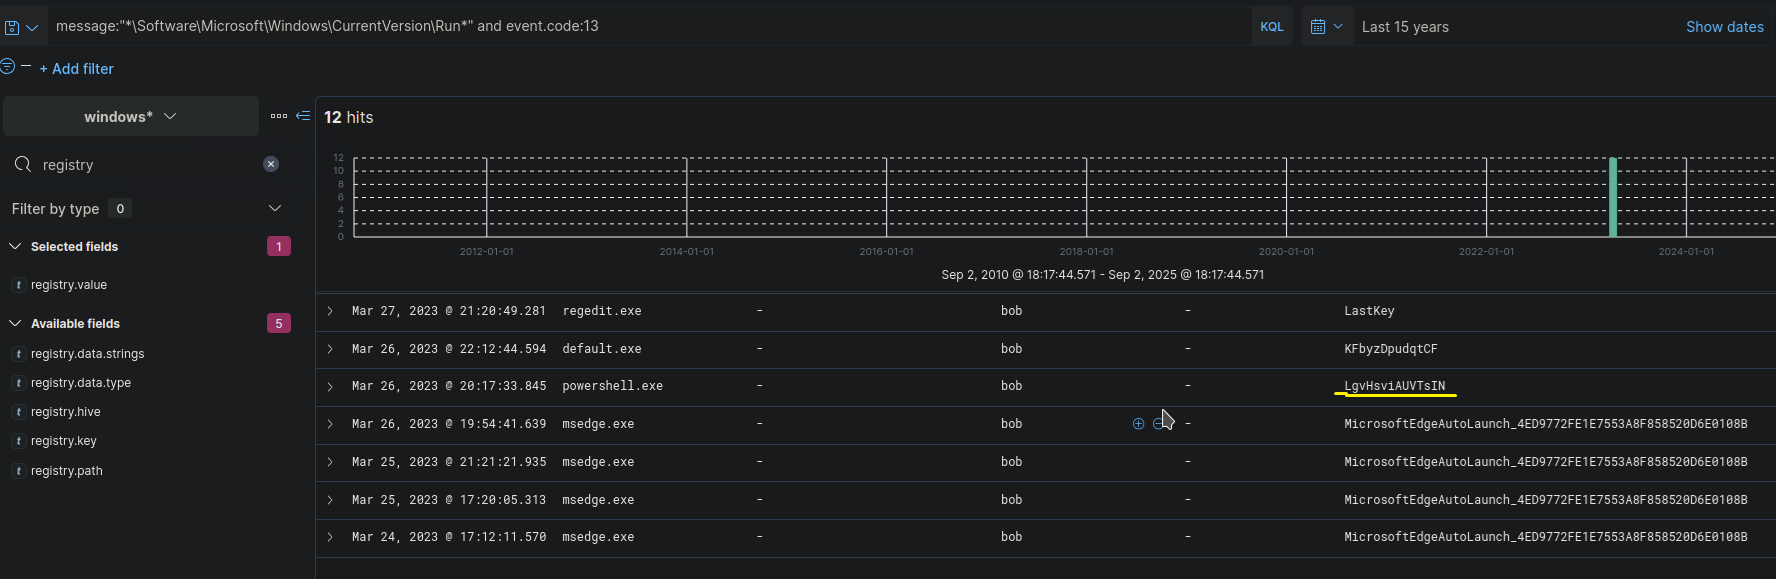 message:"*\Software\Microsoft\Windows\CurrentVersion\Run*" and event.code:13 KQL Last 15 years Show dates
+ Add filter
windows*
registry
Filter by type 0
Selected fields 1
t registry.value
Available fields 5
t registry.data.strings
t registry.data.type
t registry.hive
t registry.key
t registry.path
12 hits
12
10
8
6
4
2
0
2012-01-01 2014-01-01 2016-01-01 2018-01-01 2020-01-01 2022-01-01 2024-01-01
Sep 2, 2010 @ 18:17:44.571 - Sep 2, 2025 @ 18:17:44.571
Mar 27, 2023 @ 21:20:49.281 regedit.exe - bob - LastKey
Mar 26, 2023 @ 22:12:44.594 default.exe - bob - KFbyzDpudqtCF
Mar 26, 2023 @ 20:17:33.845 powershell.exe - bob - LgvHsviAUVTsIN
Mar 26, 2023 @ 19:54:41.639 msedge.exe - bob - MicrosoftEdgeAutoLaunch_4ED9772FE1E7553A8F858520D6E0108B
Mar 25, 2023 @ 21:21:21.935 msedge.exe - bob - MicrosoftEdgeAutoLaunch_4ED9772FE1E7553A8F858520D6E0108B
Mar 25, 2023 @ 17:20:05.313 msedge.exe - bob - MicrosoftEdgeAutoLaunch_4ED9772FE1E7553A8F858520D6E0108B
Mar 24, 2023 @ 17:12:11.570 msedge.exe - bob - MicrosoftEdgeAutoLaunch_4ED9772FE1E7553A8F858520D6E0108B